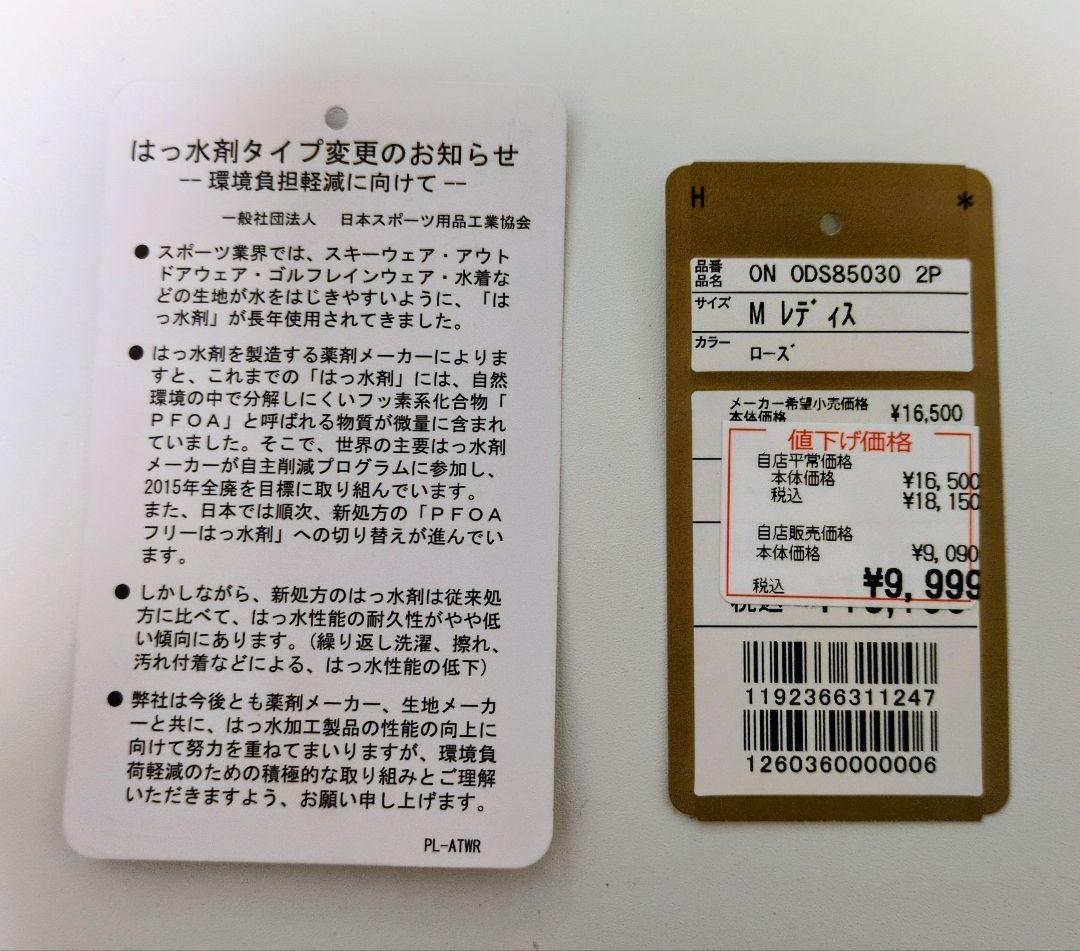 はっ水剤タイプ変更のお知らせ
-- 環境負担軽減に向けて --
一般社団法人　日本スポーツ用品工業協会
● スポーツ業界では、スキーウェア・アウト
ドアウェア・ゴルフレインウェア・水着な
どの生地が水をはじきやすいように、「は
っ水剤」が長年使用されてきました。
● はっ水剤を製造する薬剤メーカーによりま
すと、これまでの「はっ水剤」には、自然
環境の中で分解しにくいフッ素系化合物「
ＰＦＯＡ」と呼ばれる物質が微量に含まれ
ていました。そこで、世界の主要はっ水剤
メーカーが自主削減プログラムに参加し、
2015年全廃を目標に取り組んでいます。
また、日本では順次、新処方の「ＰＦＯＡ
フリーはっ水剤」への切り替えが進んでい
ます。
● しかしながら、新処方のはっ水剤は従来処
方に比べて、はっ水性能の耐久性がやや低
い傾向にあります。(繰り返し洗濯、擦れ、
汚れ付着などによる、はっ水性能の低下)
● 弊社は今後とも薬剤メーカー、生地メーカ
ーと共に、はっ水加工製品の性能の向上に
向けて努力を重ねてまいりますが、環境負
荷軽減のための積極的な取り組みとご理解
いただきますよう、お願い申し上げます。
PL-ATWR
H *
品番
品名 ON ODS85030 2P
サイズ M レディス
カラー ローズ
メーカー希望小売価格
本体価格 ¥16,500
値下げ価格
自店平常価格
本体価格 ¥16,500
税込 ¥18,150
自店販売価格
本体価格 ¥9,090
税込 ¥9,999
税込
1192366311247
1260360000006